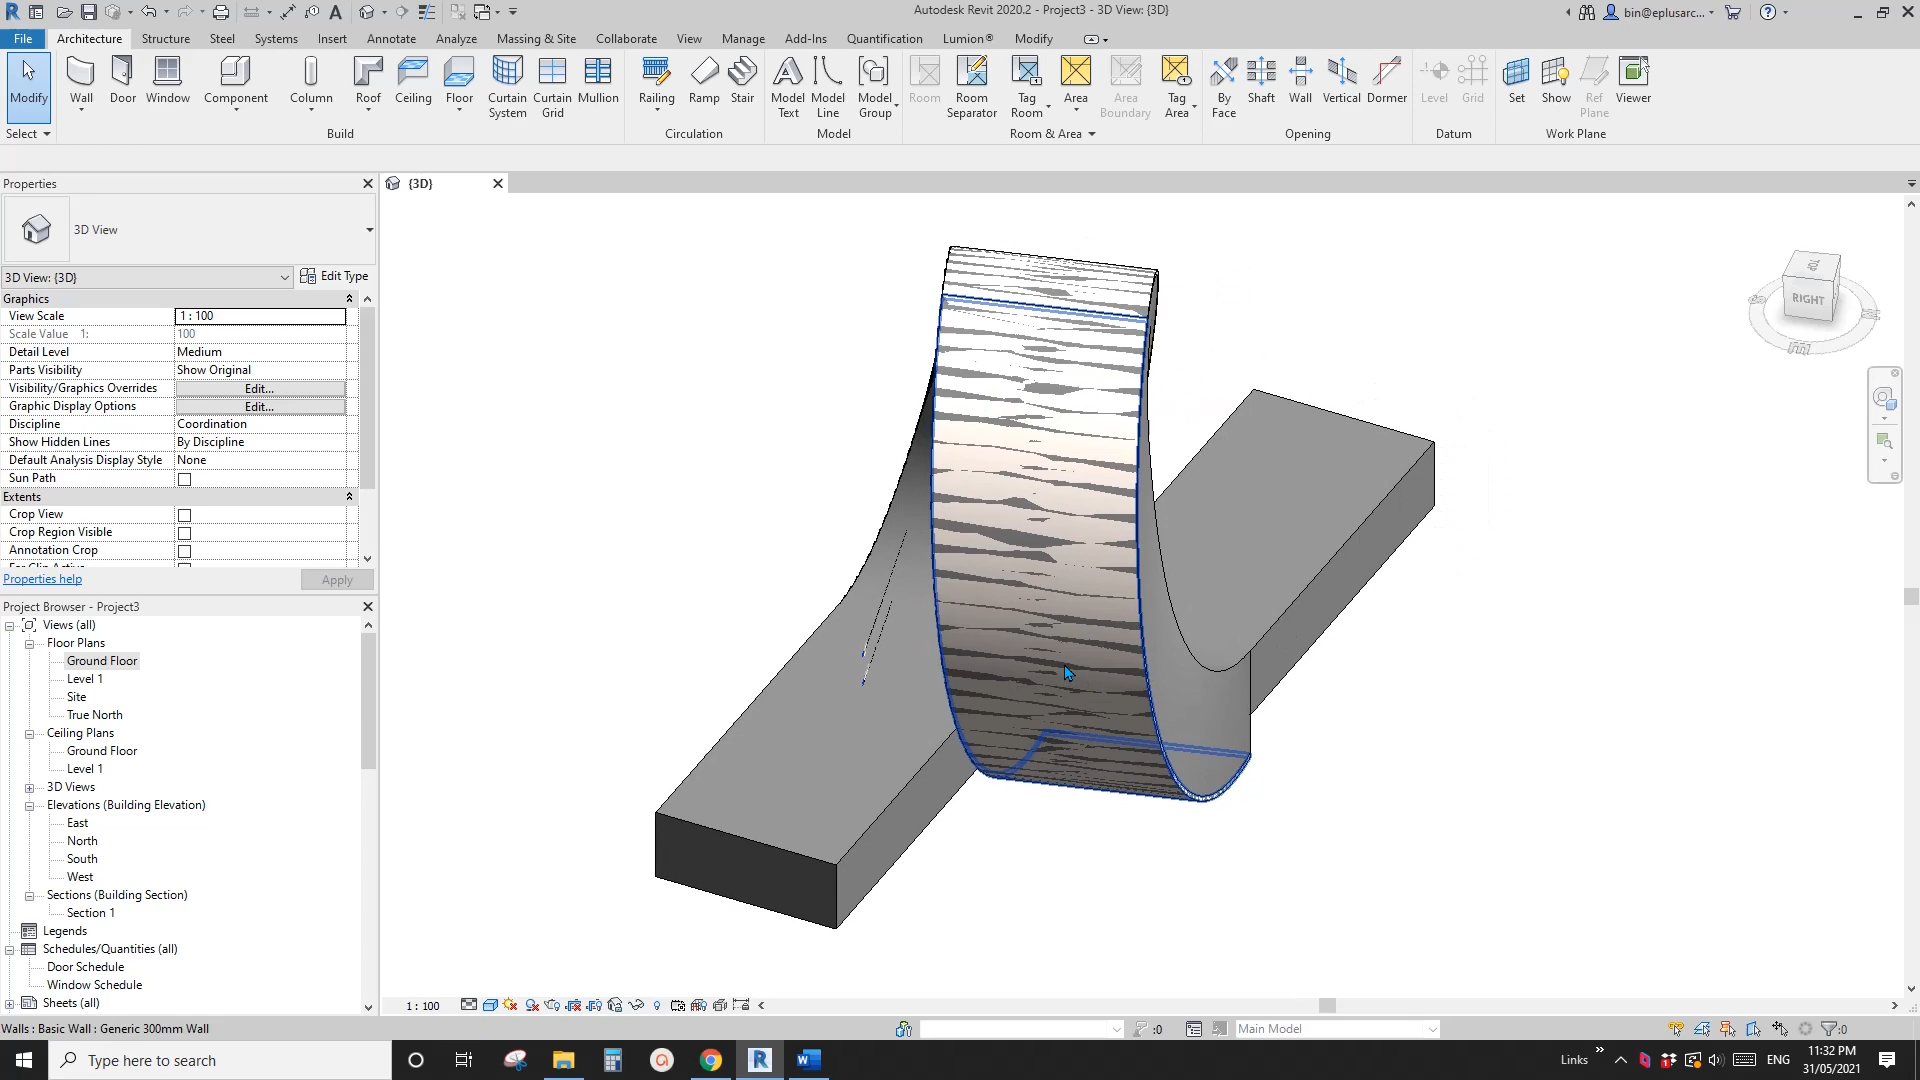 Autodesk Revit 2020.2 - Project3 - 3D View: {3D}
bin@eplusarc...
File Architecture Structure Steel Systems Insert Annotate Analyze Massing & Site Collaborate View Manage Add-Ins Quantification Lumion® Modify
Modify Wall Door Window Component Column Roof Ceiling Floor Curtain System Curtain Grid Mullion Railing Ramp Stair Model Text Model Line Model Group Room Room Separator Tag Room Area Area Boundary Tag Area By Face Shaft Wall Vertical Dormer Level Grid Set Show Ref Plane Viewer
Select Build Circulation Model Room & Area Opening Datum Work Plane
Properties
{3D}
3D View
3D View: {3D} Edit Type
Graphics
View Scale 1 : 100
Scale Value 1: 100
Detail Level Medium
Parts Visibility Show Original
Visibility/Graphics Overrides Edit...
Graphic Display Options Edit...
Discipline Coordination
Show Hidden Lines By Discipline
Default Analysis Display Style None
Sun Path
Extents
Crop View
Crop Region Visible
Annotation Crop
Properties help Apply
Project Browser - Project3
Views (all)
Floor Plans
Ground Floor
Level 1
Site
True North
Ceiling Plans
Ground Floor
Level 1
3D Views
Elevations (Building Elevation)
East
North
South
West
Sections (Building Section)
Section 1
Legends
Schedules/Quantities (all)
Door Schedule
Window Schedule
Sheets (all)
TOP
RIGHT
1 : 100
Walls : Basic Wall : Generic 300mm Wall
:0
Main Model
:0
Type here to search
Links
ENG
11:32 PM
31/05/2021